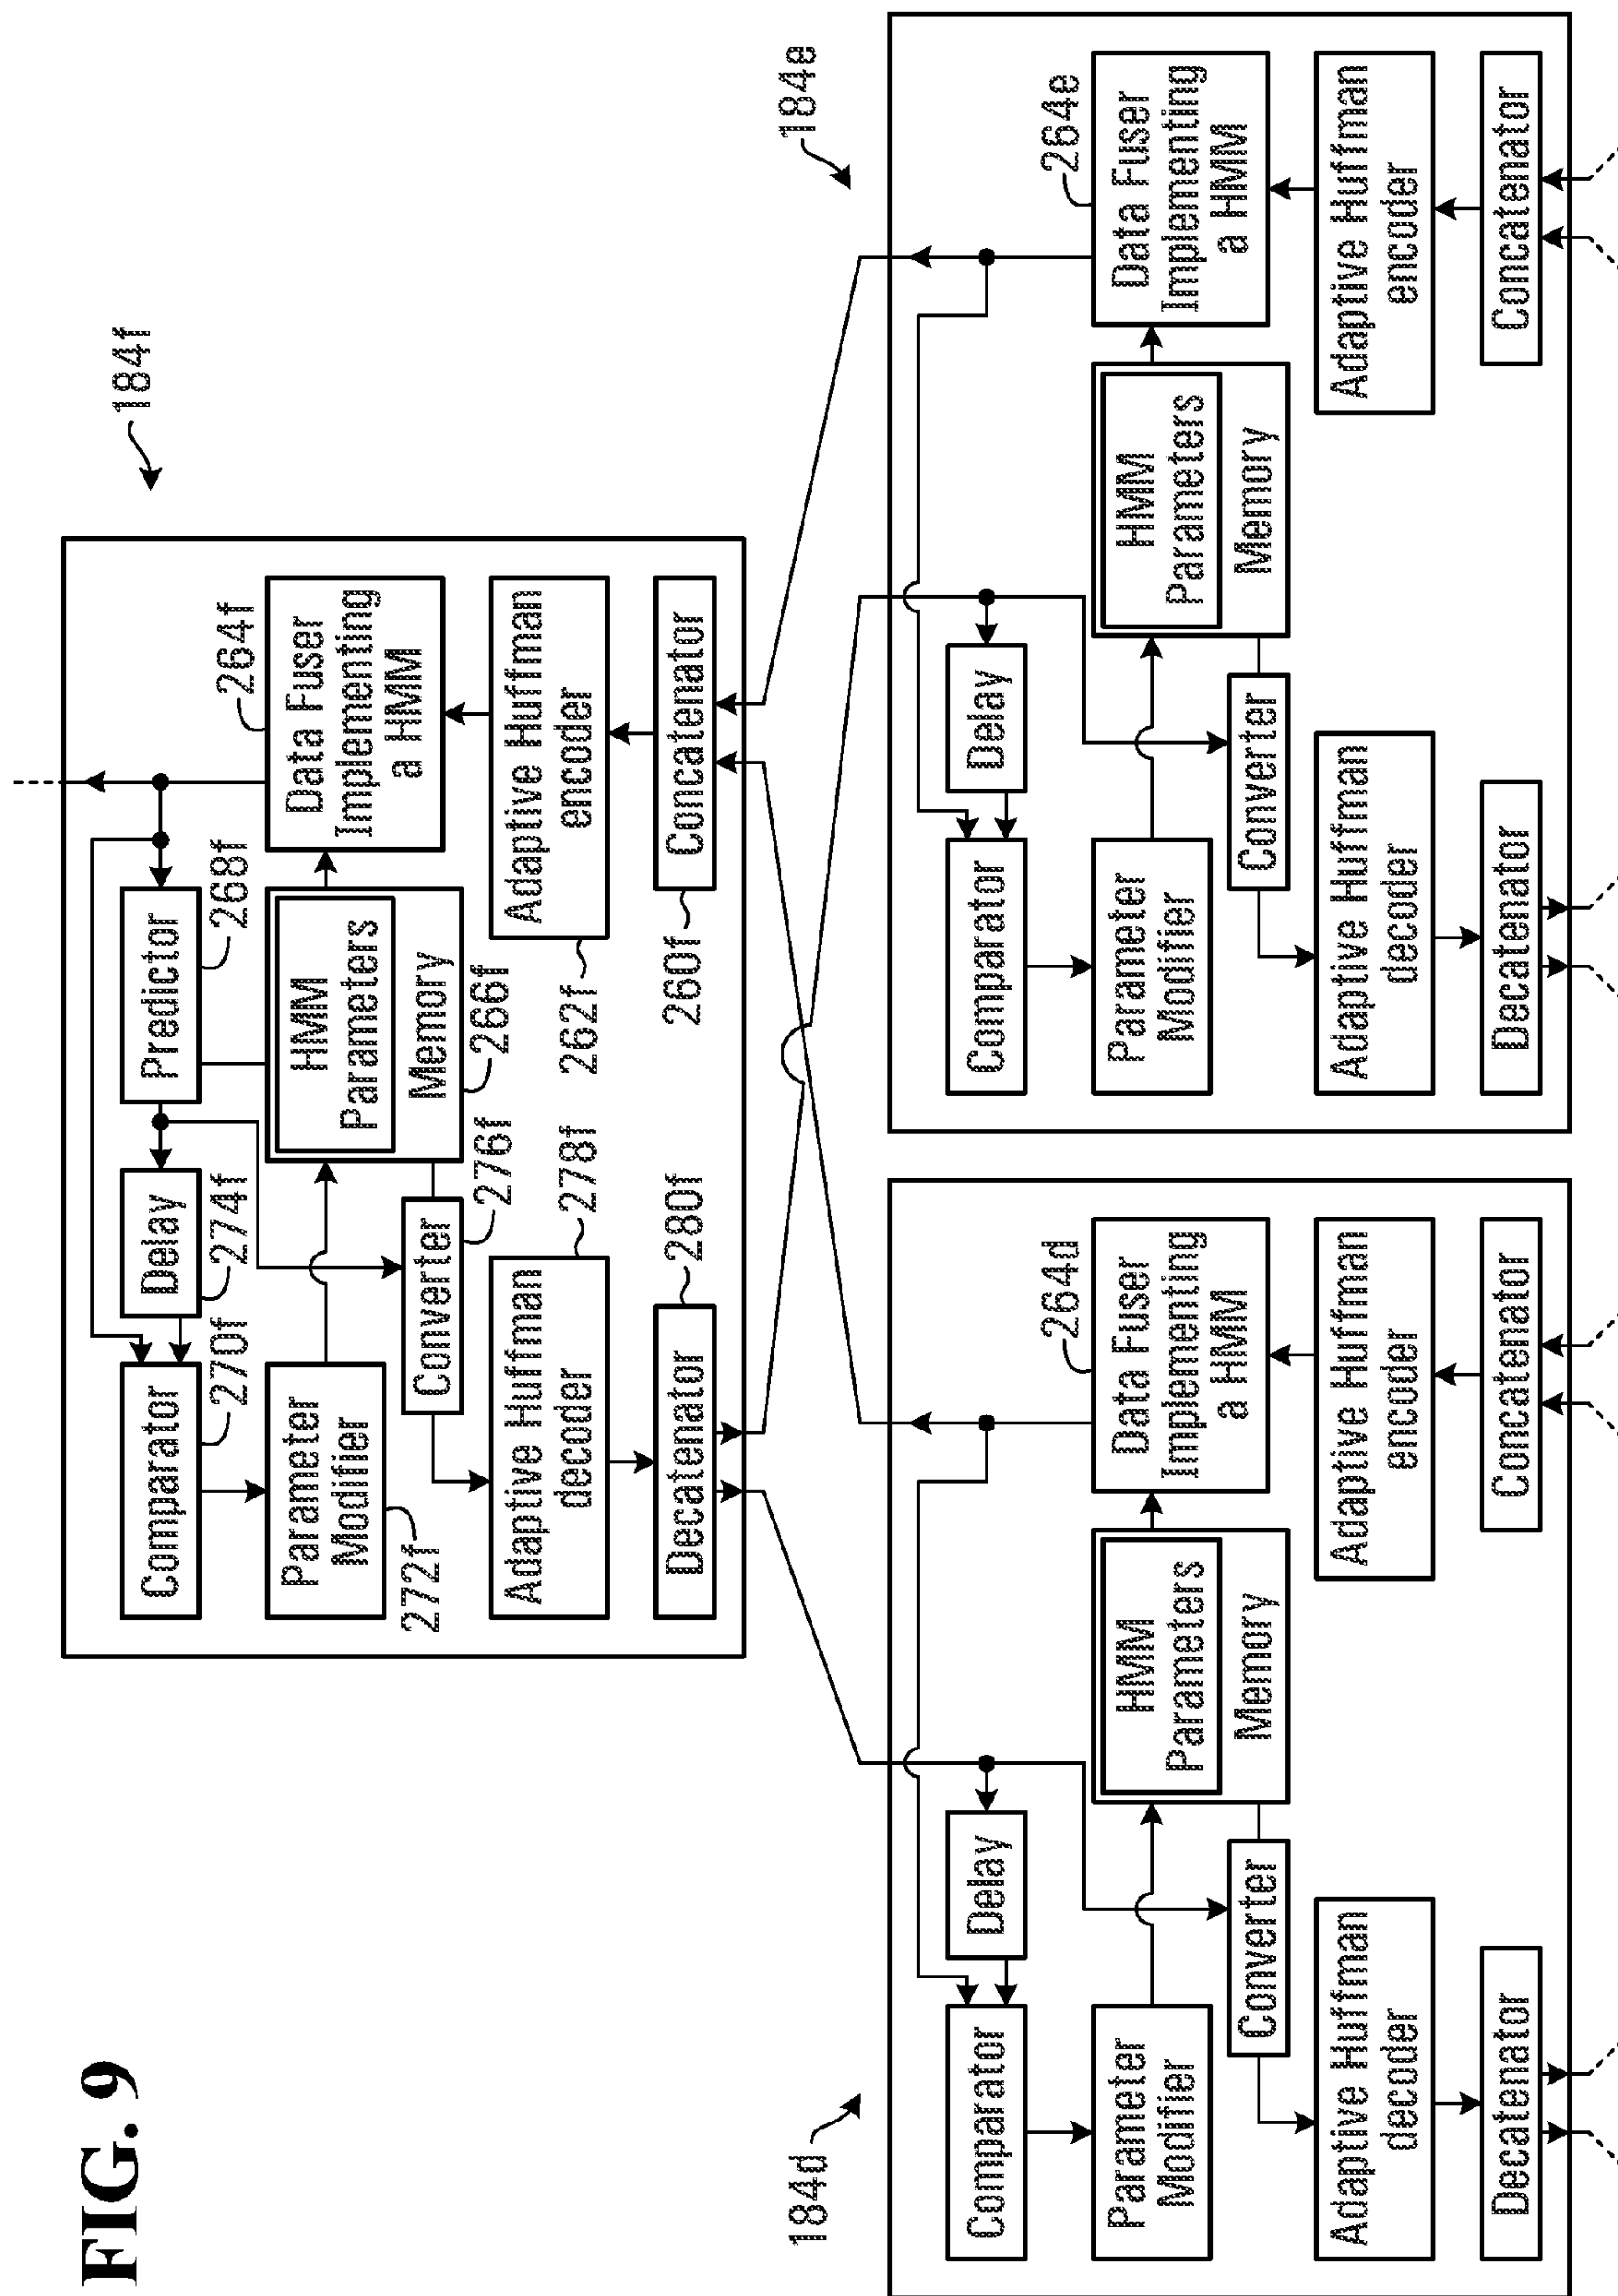 FIG. 9
184f
Comparator
270f
Delay
274f
Predictor
268f
Parameter
Modifier
272f
HMM
Parameters
Memory
266f
Data Fuser
Implementing
a HMM
264f
Converter
276f
Adaptive Huffman
decoder
278f
Adaptive Huffman
encoder
262f
Decatenator
280f
Concatenator
260f
184d
Comparator
Delay
Parameter
Modifier
HMM
Parameters
Memory
Data Fuser
Implementing
a HMM
264d
Converter
Adaptive Huffman
decoder
Adaptive Huffman
encoder
Decatenator
Concatenator
184e
Comparator
Delay
Parameter
Modifier
HMM
Parameters
Memory
Data Fuser
Implementing
a HMM
264e
Converter
Adaptive Huffman
decoder
Adaptive Huffman
encoder
Decatenator
Concatenator